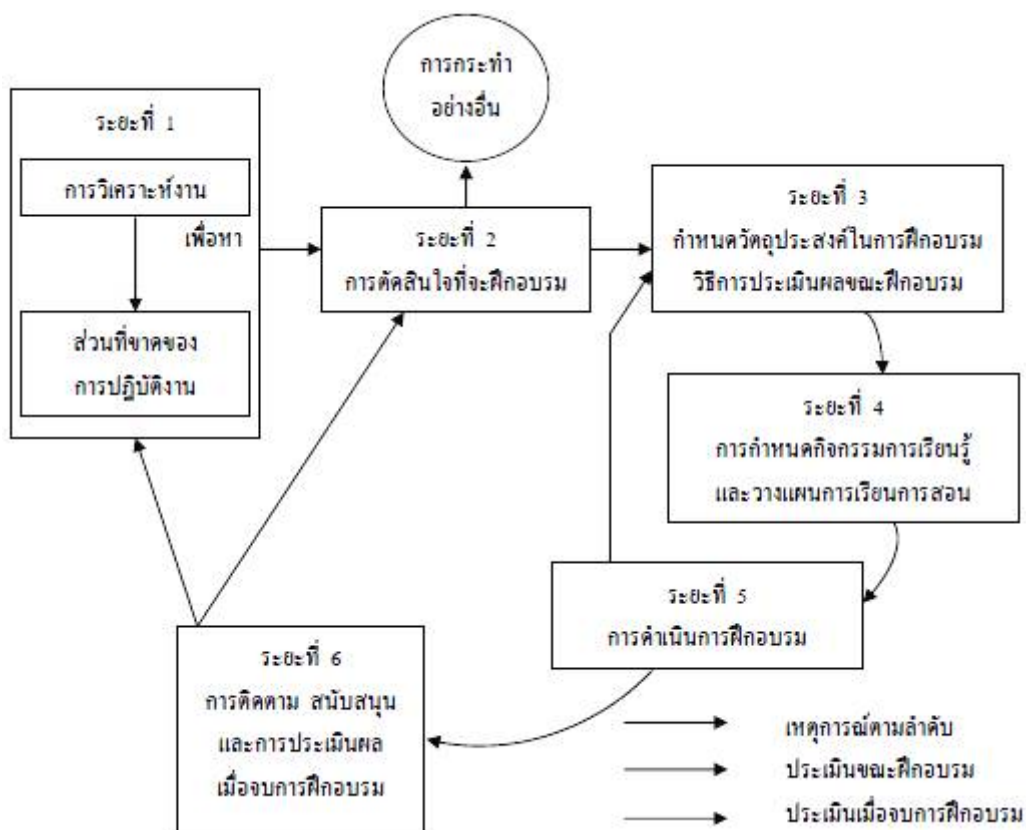 การกระทำ
อย่างอื่น
ระยะที่ 1
การวิเคราะห์งาน
เพื่อหา
ส่วนที่ขาดของ
การปฏิบัติงาน
ระยะที่ 2
การตัดสินใจที่จะฝึกอบรม
ระยะที่ 3
กำหนดวัตถุประสงค์ในการฝึกอบรม
วิธีการประเมินผลขณะฝึกอบรม
ระยะที่ 4
การกำหนดกิจกรรมการเรียนรู้
และวางแผนการเรียนการสอน
ระยะที่ 5
การดำเนินการฝึกอบรม
ระยะที่ 6
การติดตาม สนับสนุน
และการประเมินผล
เมื่อจบการฝึกอบรม
เหตุการณ์ตามลำดับ
ประเมินขณะฝึกอบรม
ประเมินเมื่อจบการฝึกอบรม